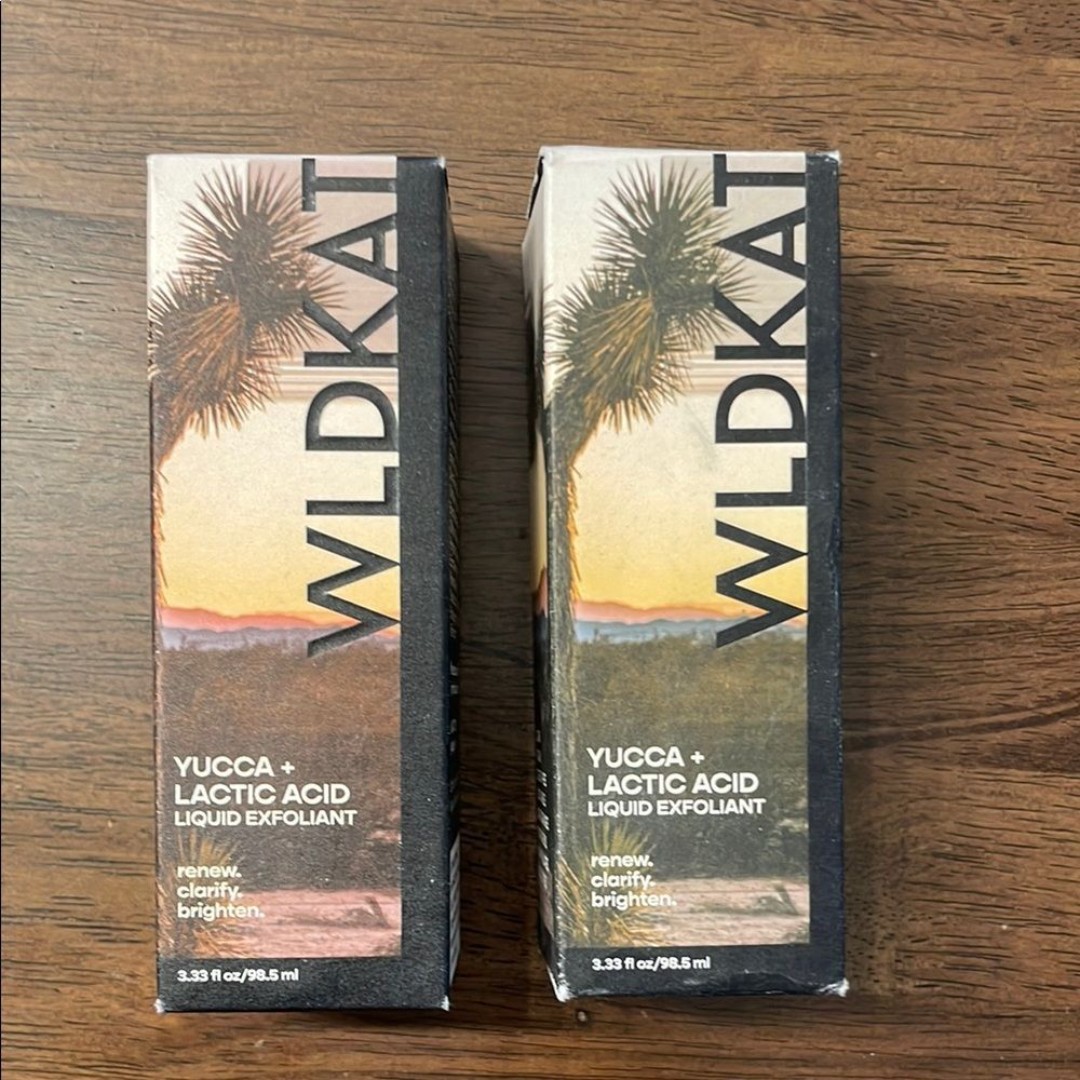 WLDKAT
YUCCA +
LACTIC ACID
LIQUID EXFOLIANT
renew.
clarify.
brighten.
3.33 fl oz/98.5 ml
WLDKAT
YUCCA +
LACTIC ACID
LIQUID EXFOLIANT
renew.
clarify.
brighten.
3.33 fl oz/98.5 ml